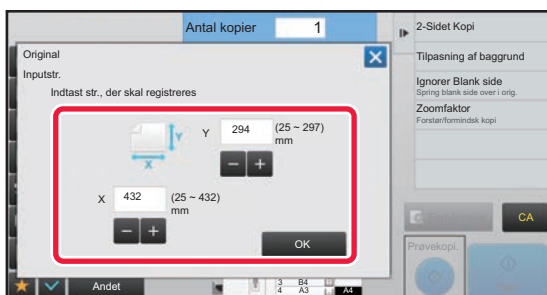 Antal kopier 1
2-Sidet Kopi
Original
Tilpasning af baggrund
Inputstr.
Indtast str., der skal registreres
Ignorer Blank side
Spring blank side over i orig.
Zoomfaktor
Forstør/formindsk kopi
Y
X
Y 294 (25 ~ 297)
mm
− +
X 432 (25 ~ 432)
mm
− +
OK
CA
Prøvekopi.
Andet
3 B4
4 A3
A4